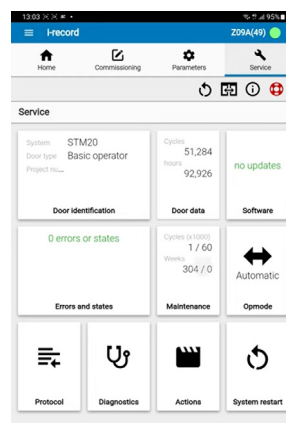 13:03
95%
I-record
Z09A(49)
Home
Commissioning
Parameters
Service
Service
System STM20
Door type Basic operator
Project nu...
Door identification
Cycles
51,284
hours
92,926
Door data
no updates
Software
0 errors or states
Errors and states
Cycles (x1000)
1 / 60
Weeks
304 / 0
Maintenance
Automatic
Opmode
Protocol
Diagnostics
Actions
System restart